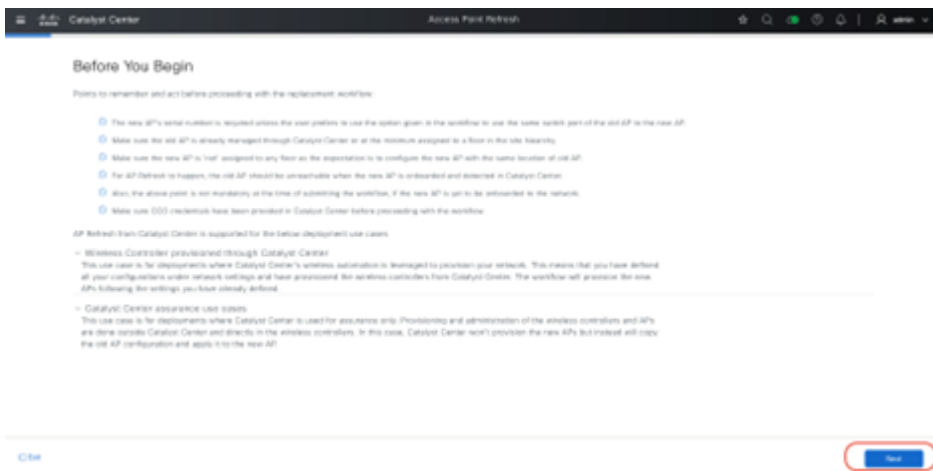 CISCO Catalyst Center
Access Point Refresh
admin
Before You Begin
Points to remember and act before proceeding with the replacement workflow:
The new AP's serial number is required unless the user prefers to use the option given in the workflow to use the same switch port of the old AP to the new AP.
Make sure the old AP is already managed through Catalyst Center or at the minimum assigned to a floor in the site hierarchy.
Make sure the new AP is 'not' assigned to any floor as the expectation is to configure the new AP with the same location of old AP.
For AP Refresh to happen, the old AP should be unreachable when the new AP is onboarded and detected in Catalyst Center.
Also, the above point is not mandatory at the time of submitting the workflow, if the new AP is yet to be onboarded to the network.
Make sure CCO credentials have been provided in Catalyst Center before proceeding with the workflow.
AP Refresh from Catalyst Center is supported for the below deployment use cases
Wireless Controller provisioned through Catalyst Center
This use case is for deployments where Catalyst Center's wireless automation is leveraged to provision your network. This means that you have defined
all your configurations under network settings and have provisioned the wireless controllers from Catalyst Center. The workflow will provision the new
APs following the settings you have already defined.
Catalyst Center assurance use cases
This use case is for deployments where Catalyst Center is used for assurance only. Provisioning and administration of the wireless controllers and APs
are done outside Catalyst Center and directly in the wireless controllers. In this case, Catalyst Center won't provision the new APs but instead will copy
the old AP configuration and apply it to the new AP.
Exit
Next